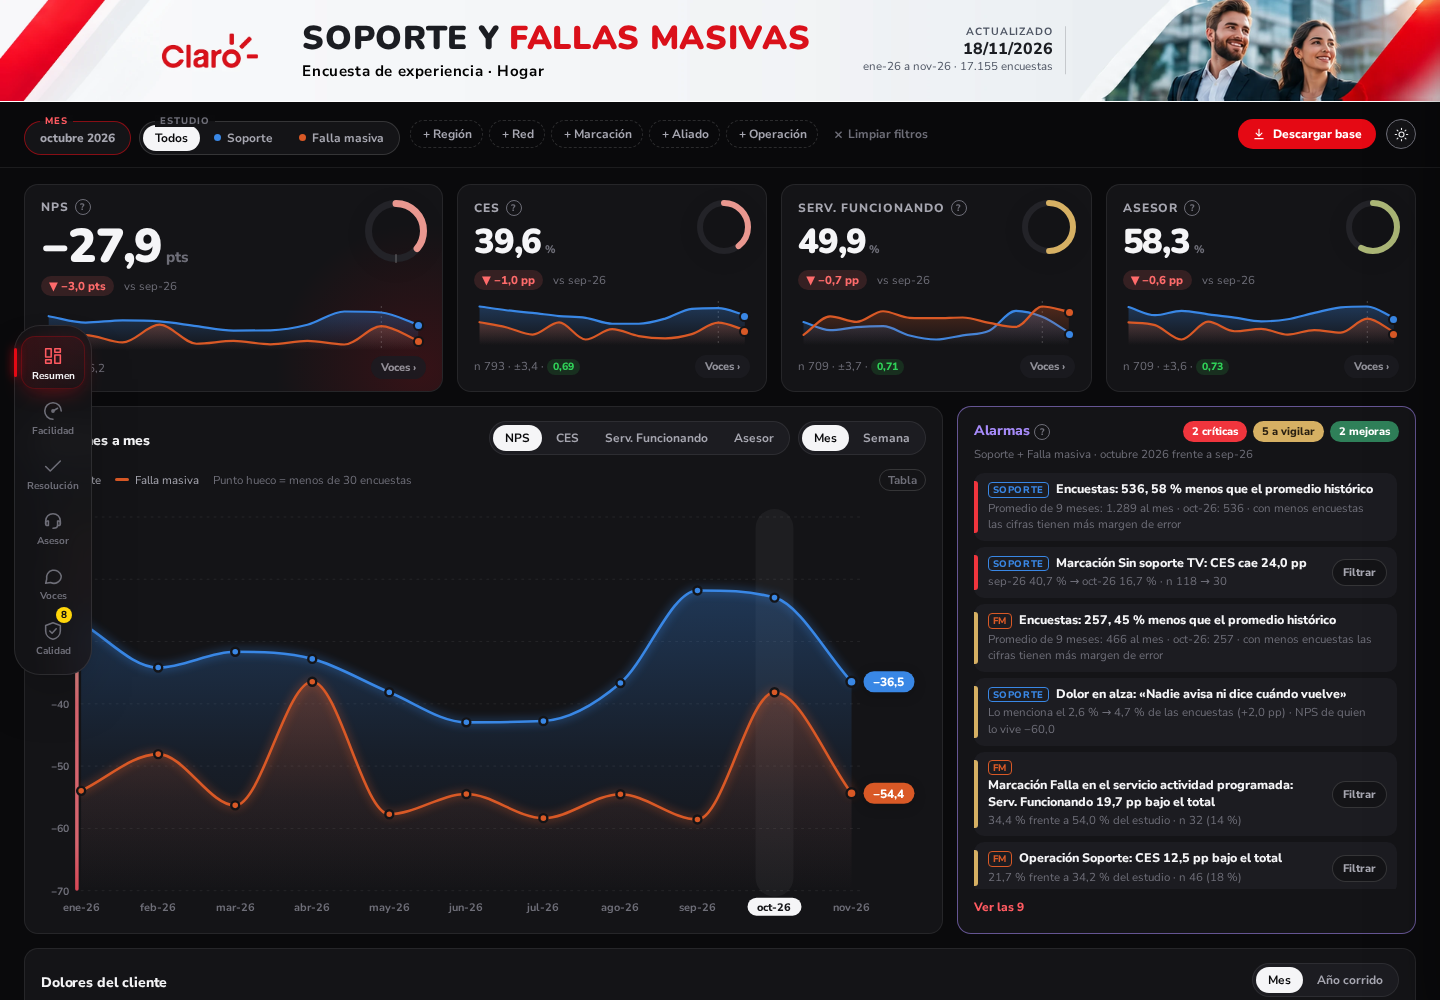 Claro
SOPORTE Y FALLAS MASIVAS
Encuesta de experiencia · Hogar
ACTUALIZADO
18/11/2026
ene-26 a nov-26 · 17.155 encuestas
MES
octubre 2026
ESTUDIO
Todos
Soporte
Falla masiva
+ Región
+ Red
+ Marcación
+ Aliado
+ Operación
× Limpiar filtros
Descargar base
NPS ?
−27,9 pts
▼ −3,0 pts vs sep-26
5,2
Voces ›
CES ?
39,6 %
▼ −1,0 pp vs sep-26
n 793 · ±3,4 · 0,69
Voces ›
SERV. FUNCIONANDO ?
49,9 %
▼ −0,7 pp vs sep-26
n 709 · ±3,7 · 0,71
Voces ›
ASESOR ?
58,3 %
▼ −0,6 pp vs sep-26
n 709 · ±3,6 · 0,73
Voces ›
Resumen
Facilidad
Resolución
Asesor
Voces
8
Calidad
mes a mes
NPS
CES
Serv. Funcionando
Asesor
Mes
Semana
te
Falla masiva
Punto hueco = menos de 30 encuestas
Tabla
−40
−50
−60
−70
−36,5
−54,4
ene-26
feb-26
mar-26
abr-26
may-26
jun-26
jul-26
ago-26
sep-26
oct-26
nov-26
Alarmas ?
2 críticas
5 a vigilar
2 mejoras
Soporte + Falla masiva · octubre 2026 frente a sep-26
SOPORTE Encuestas: 536, 58 % menos que el promedio histórico
Promedio de 9 meses: 1.289 al mes · oct-26: 536 · con menos encuestas
las cifras tienen más margen de error
SOPORTE Marcación Sin soporte TV: CES cae 24,0 pp
sep-26 40,7 % → oct-26 16,7 % · n 118 → 30
Filtrar
FM Encuestas: 257, 45 % menos que el promedio histórico
Promedio de 9 meses: 466 al mes · oct-26: 257 · con menos encuestas las
cifras tienen más margen de error
SOPORTE Dolor en alza: «Nadie avisa ni dice cuándo vuelve»
Lo menciona el 2,6 % → 4,7 % de las encuestas (+2,0 pp) · NPS de quien
lo vive −60,0
FM
Marcación Falla en el servicio actividad programada:
Serv. Funcionando 19,7 pp bajo el total
34,4 % frente a 54,0 % del estudio · n 32 (14 %)
Filtrar
FM Operación Soporte: CES 12,5 pp bajo el total
21,7 % frente a 34,2 % del estudio · n 46 (18 %)
Filtrar
Ver las 9
Dolores del cliente
Mes
Año corrido